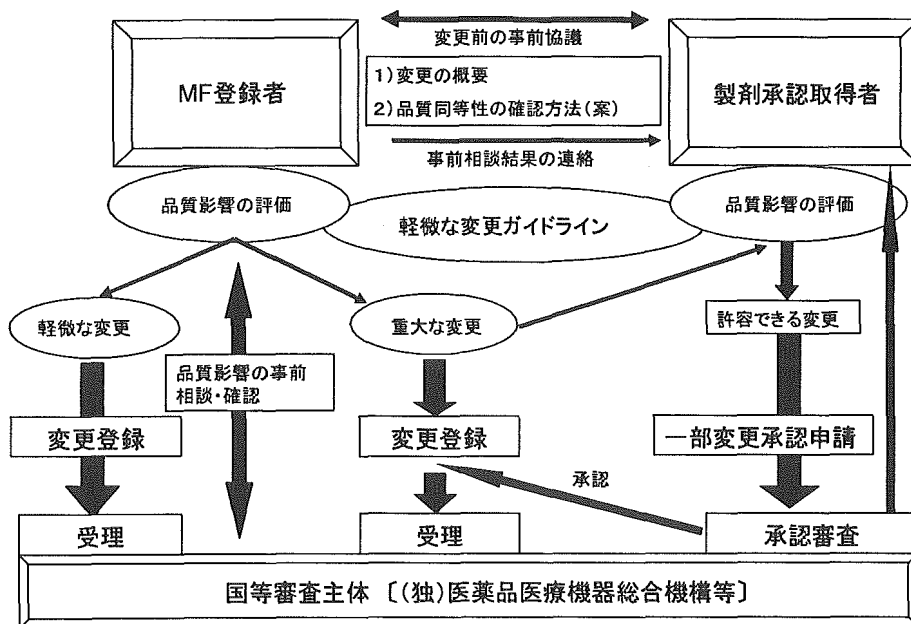 変更前の事前協議
MF登録者
1)変更の概要
2)品質同等性の確認方法(案)
製剤承認取得者
事前相談結果の連絡
品質影響の評価
軽微な変更ガイドライン
品質影響の評価
軽微な変更
品質影響の事前
相談・確認
重大な変更
許容できる変更
変更登録
変更登録
一部変更承認申請
承認
受理
受理
承認審査
国等審査主体 〔(独)医薬品医療機器総合機構等〕